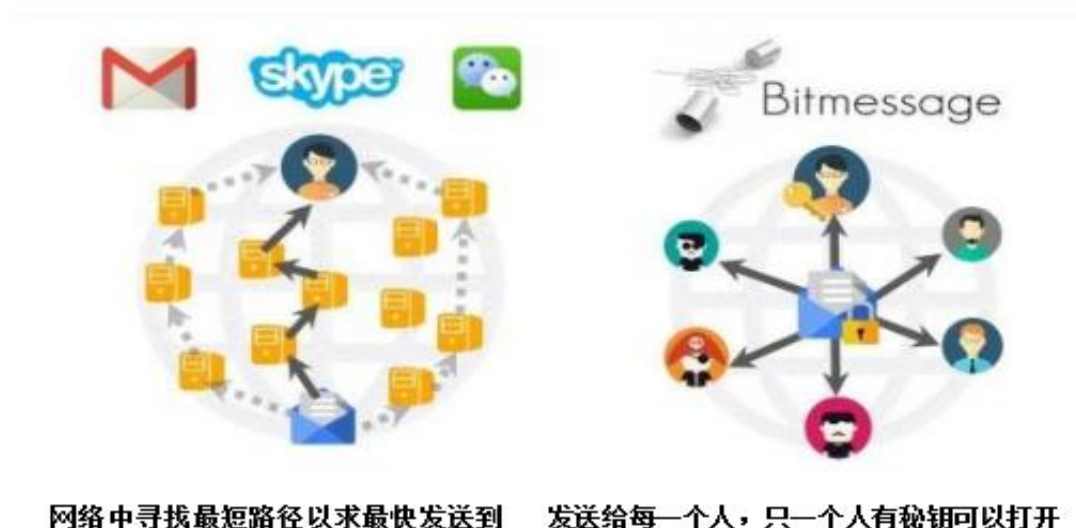 skype
Bitmessage
网络中寻找最短路径以求最快发送到
发送给每一个人，只一个人有秘钥可以打开